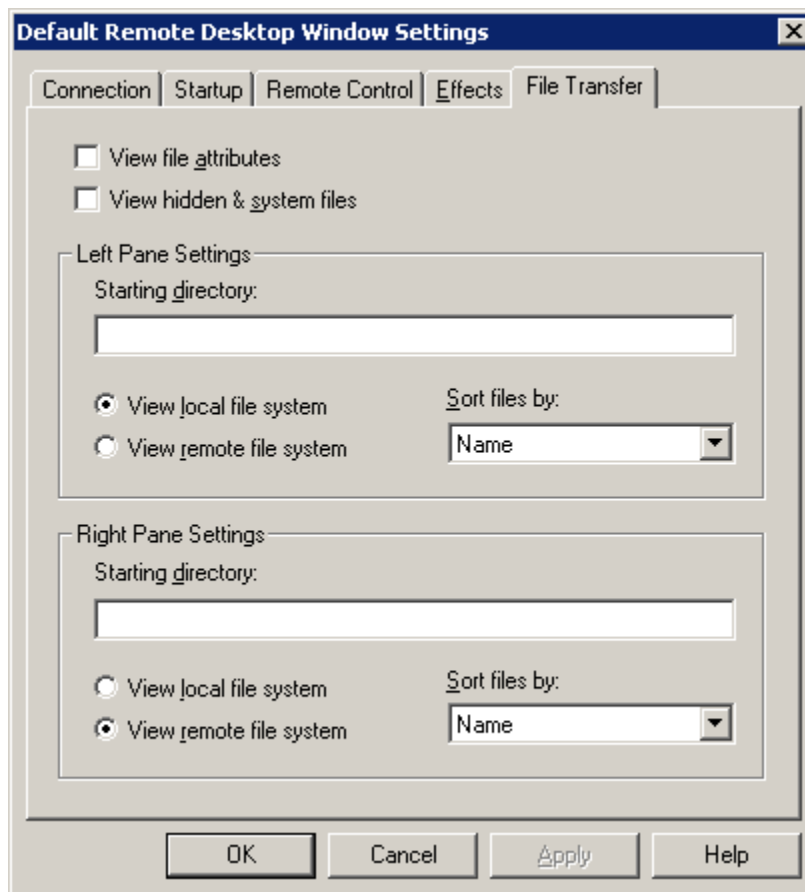 Default Remote Desktop Window Settings
Connection Startup Remote Control Effects File Transfer
View file attributes
View hidden & system files
Left Pane Settings
Starting directory:
View local file system
View remote file system
Sort files by:
Name
Right Pane Settings
Starting directory:
View local file system
View remote file system
Sort files by:
Name
OK Cancel Apply Help